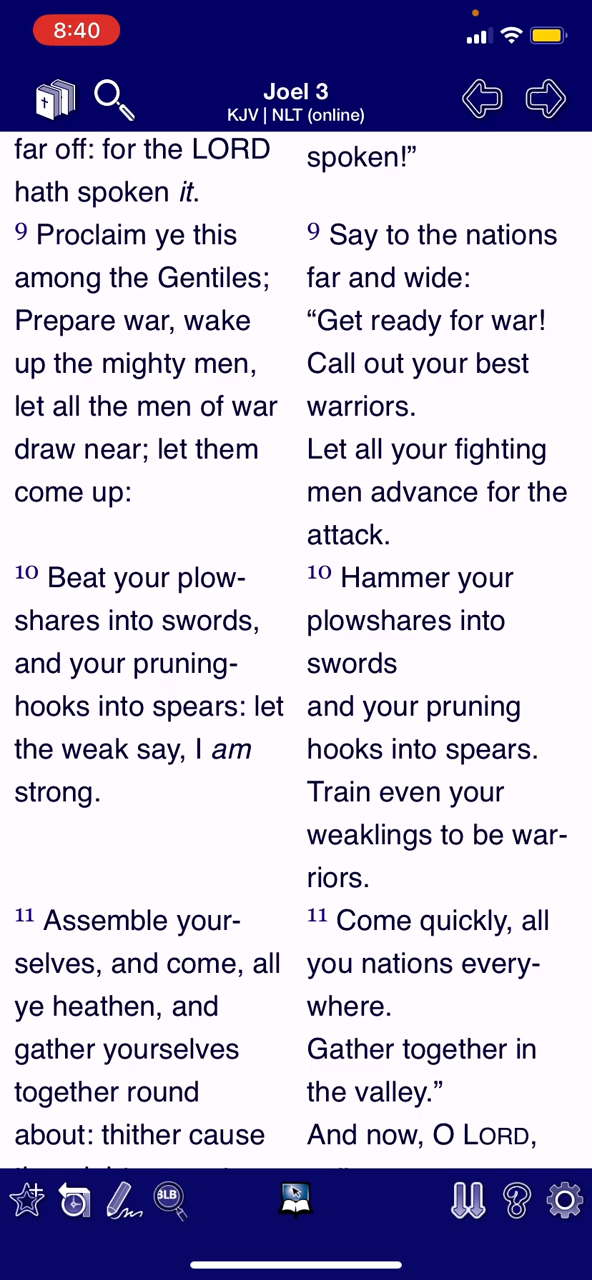 8:40
Joel 3
KJV | NLT (online)
far off: for the LORD
hath spoken it.
9 Proclaim ye this
among the Gentiles;
Prepare war, wake
up the mighty men,
let all the men of war
draw near; let them
come up:
10 Beat your plow-
shares into swords,
and your pruning-
hooks into spears: let
the weak say, I am
strong.
11 Assemble your-
selves, and come, all
ye heathen, and
gather yourselves
together round
about: thither cause
spoken!”
9 Say to the nations
far and wide:
“Get ready for war!
Call out your best
warriors.
Let all your fighting
men advance for the
attack.
10 Hammer your
plowshares into
swords
and your pruning
hooks into spears.
Train even your
weaklings to be war-
riors.
11 Come quickly, all
you nations every-
where.
Gather together in
the valley.”
And now, O LORD,
BLB